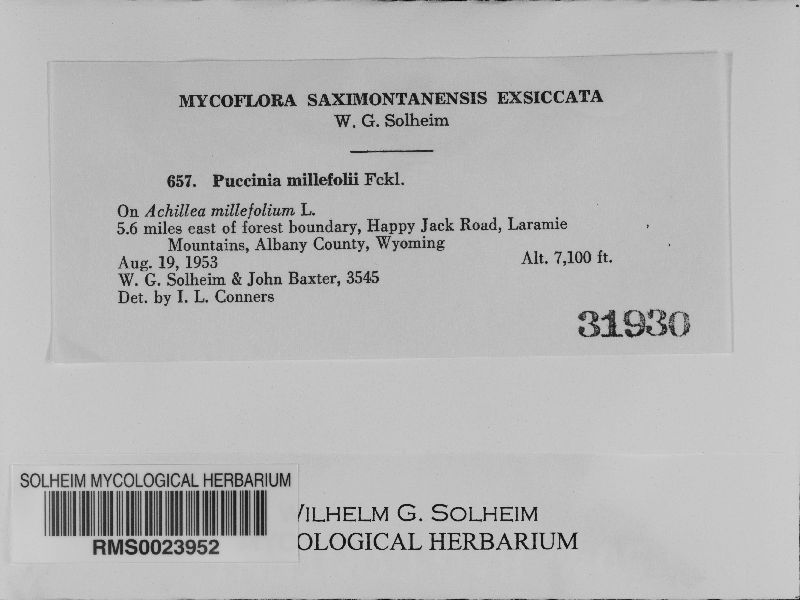 MYCOFLORA SAXIMONTANENSIS EXSICCATA
W. G. Solheim
657. Puccinia millefolii Fckl.
On Achillea millefolium L.
5.6 miles east of forest boundary, Happy Jack Road, Laramie
Mountains, Albany County, Wyoming
Aug. 19, 1953 Alt. 7,100 ft.
W. G. Solheim & John Baxter, 3545
Det. by I. L. Conners
31930
SOLHEIM MYCOLOGICAL HERBARIUM
RMS0023952
ILHELM G. SOLHEIM
OLOGICAL HERBARIUM